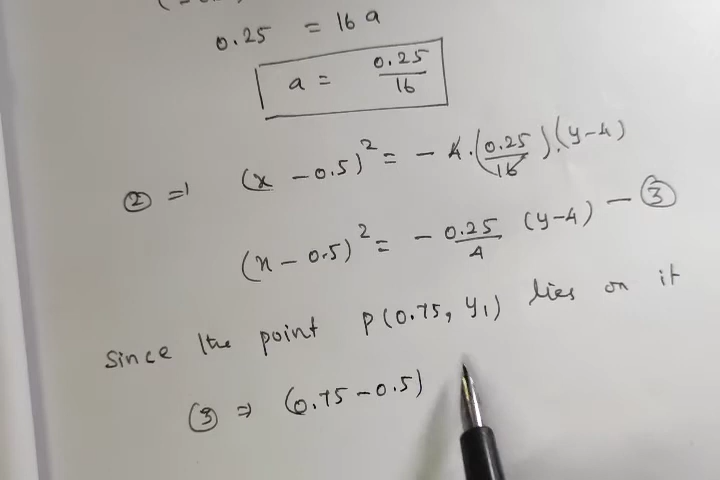 0.25 = 16 a
a = 0.25/16
② ⇒ (x - 0.5)² = - 4.(0.25/16).(y-4)
(x - 0.5)² = - 0.25/4 (y-4) - ③
Since the point P(0.75, y₁) lies on it
③ ⇒ (0.75-0.5)